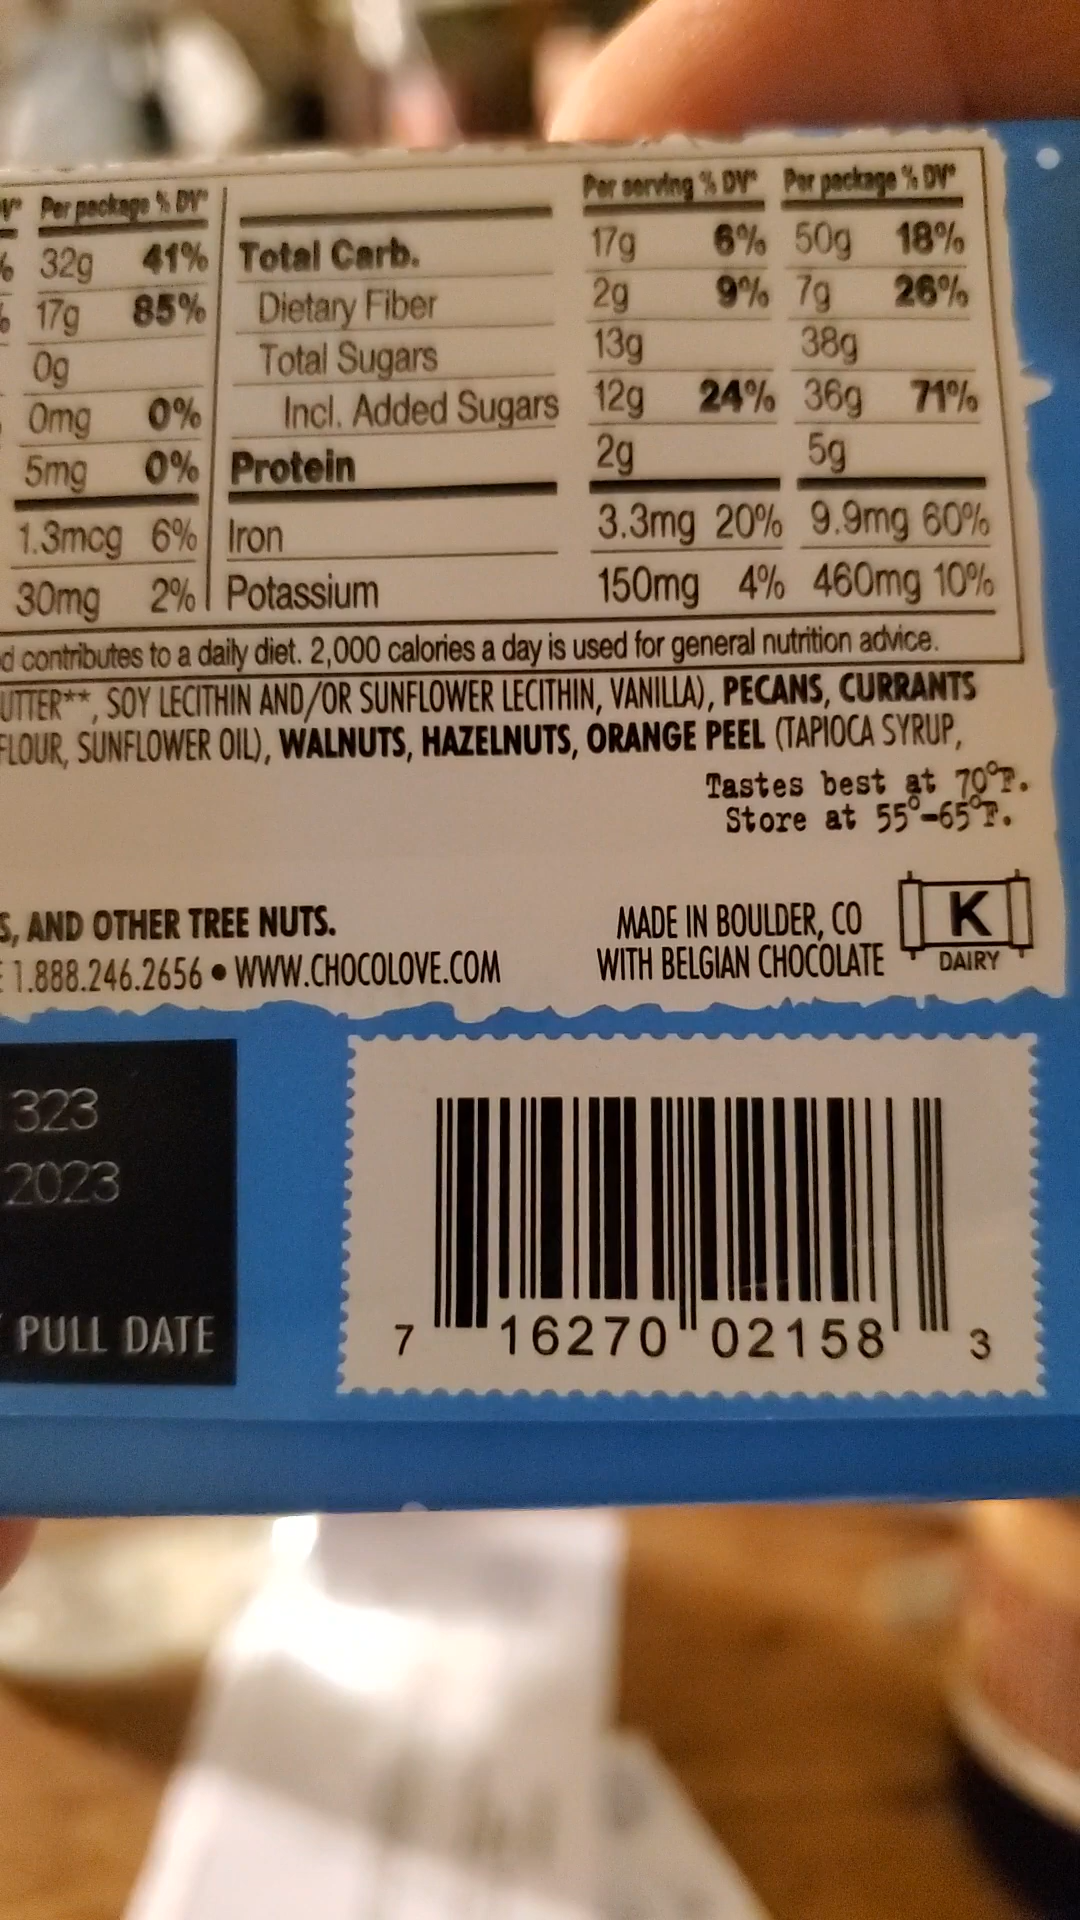 Per package % DV* Per serving % DV* Per package % DV*
% 32g 41% Total Carb. 17g 6% 50g 18%
% 17g 85% Dietary Fiber 2g 9% 7g 26%
0g Total Sugars 13g 38g
0mg 0% Incl. Added Sugars 12g 24% 36g 71%
5mg 0% Protein 2g 5g
1.3mcg 6% Iron 3.3mg 20% 9.9mg 60%
30mg 2% Potassium 150mg 4% 460mg 10%
d contributes to a daily diet. 2,000 calories a day is used for general nutrition advice.
UTTER**, SOY LECITHIN AND/OR SUNFLOWER LECITHIN, VANILLA), PECANS, CURRANTS
FLOUR, SUNFLOWER OIL), WALNUTS, HAZELNUTS, ORANGE PEEL (TAPIOCA SYRUP,
Tastes best at 70°F.
Store at 55°-65°F.
S, AND OTHER TREE NUTS.
1.888.246.2656 • WWW.CHOCOLOVE.COM
MADE IN BOULDER, CO
WITH BELGIAN CHOCOLATE
K
DAIRY
323
2023
PULL DATE
7 16270 02158 3